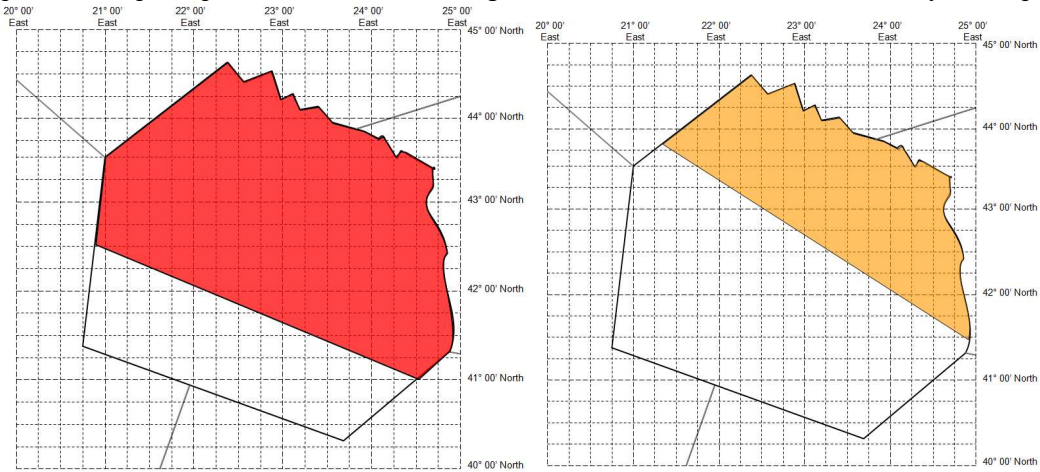 20° 00' 21° 00' 22° 00' 23° 00' 24° 00' 25° 00'
East East East East East East
45° 00' North
44° 00' North
43° 00' North
42° 00' North
41° 00' North
40° 00' North
20° 00' 21° 00' 22° 00' 23° 00' 24° 00' 25° 00'
East East East East East East
45° 00' North
44° 00' North
43° 00' North
42° 00' North
41° 00' North
40° 00' North